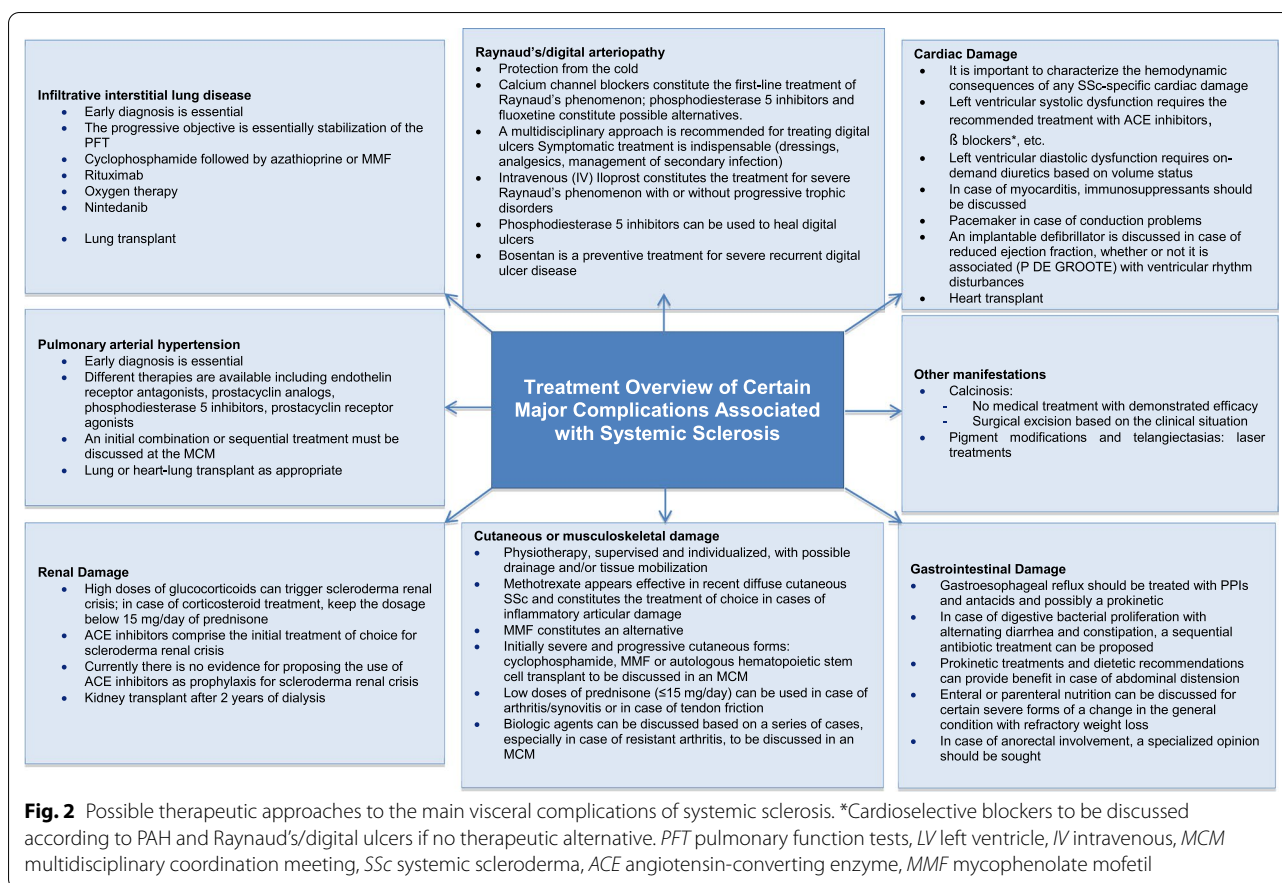 Infiltrative interstitial lung disease
• Early diagnosis is essential
• The progressive objective is essentially stabilization of the
PFT
• Cyclophosphamide followed by azathioprine or MMF
• Rituximab
• Oxygen therapy
• Nintedanib
• Lung transplant
Raynaud's/digital arteriopathy
• Protection from the cold
• Calcium channel blockers constitute the first-line treatment of
Raynaud's phenomenon; phosphodiesterase 5 inhibitors and
fluoxetine constitute possible alternatives.
• A multidisciplinary approach is recommended for treating digital
ulcers Symptomatic treatment is indispensable (dressings,
analgesics, management of secondary infection)
• Intravenous (IV) Iloprost constitutes the treatment for severe
Raynaud's phenomenon with or without progressive trophic
disorders
• Phosphodiesterase 5 inhibitors can be used to heal digital
ulcers
• Bosentan is a preventive treatment for severe recurrent digital
ulcer disease
Cardiac Damage
• It is important to characterize the hemodynamic
consequences of any SSc-specific cardiac damage
• Left ventricular systolic dysfunction requires the
recommended treatment with ACE inhibitors,
ß blockers*, etc.
• Left ventricular diastolic dysfunction requires on-
demand diuretics based on volume status
• In case of myocarditis, immunosuppressants should
be discussed
• Pacemaker in case of conduction problems
• An implantable defibrillator is discussed in case of
reduced ejection fraction, whether or not it is
associated (P DE GROOTE) with ventricular rhythm
disturbances
• Heart transplant
Pulmonary arterial hypertension
• Early diagnosis is essential
• Different therapies are available including endothelin
receptor antagonists, prostacyclin analogs,
phosphodiesterase 5 inhibitors, prostacyclin receptor
agonists
• An initial combination or sequential treatment must be
discussed at the MCM
• Lung or heart-lung transplant as appropriate
Treatment Overview of Certain
Major Complications Associated
with Systemic Sclerosis
Other manifestations
• Calcinosis:
- No medical treatment with demonstrated efficacy
- Surgical excision based on the clinical situation
• Pigment modifications and telangiectasias: laser
treatments
Renal Damage
• High doses of glucocorticoids can trigger scleroderma renal
crisis; in case of corticosteroid treatment, keep the dosage
below 15 mg/day of prednisone
• ACE inhibitors comprise the initial treatment of choice for
scleroderma renal crisis
• Currently there is no evidence for proposing the use of
ACE inhibitors as prophylaxis for scleroderma renal crisis
• Kidney transplant after 2 years of dialysis
Cutaneous or musculoskeletal damage
• Physiotherapy, supervised and individualized, with possible
drainage and/or tissue mobilization
• Methotrexate appears effective in recent diffuse cutaneous
SSc and constitutes the treatment of choice in cases of
inflammatory articular damage
• MMF constitutes an alternative
• Initially severe and progressive cutaneous forms:
cyclophosphamide, MMF or autologous hematopoietic stem
cell transplant to be discussed in an MCM
• Low doses of prednisone (≤15 mg/day) can be used in case of
arthritis/synovitis or in case of tendon friction
• Biologic agents can be discussed based on a series of cases,
especially in case of resistant arthritis, to be discussed in an
MCM
Gastrointestinal Damage
• Gastroesophageal reflux should be treated with PPIs
and antacids and possibly a prokinetic
• In case of digestive bacterial proliferation with
alternating diarrhea and constipation, a sequential
antibiotic treatment can be proposed
• Prokinetic treatments and dietetic recommendations
can provide benefit in case of abdominal distension
• Enteral or parenteral nutrition can be discussed for
certain severe forms of a change in the general
condition with refractory weight loss
• In case of anorectal involvement, a specialized opinion
should be sought
Fig. 2 Possible therapeutic approaches to the main visceral complications of systemic sclerosis. *Cardioselective blockers to be discussed
according to PAH and Raynaud's/digital ulcers if no therapeutic alternative. PFT pulmonary function tests, LV left ventricle, IV intravenous, MCM
multidisciplinary coordination meeting, SSc systemic scleroderma, ACE angiotensin-converting enzyme, MMF mycophenolate mofetil